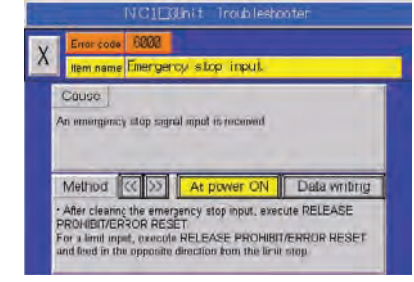 Unit Troubleshooter
X
Error code 6000
Item name Emergency stop input.
Cause
An emergency stop signal input is received
Method << >> At power ON Data writing
・After clearing the emergency stop input, execute RELEASE
PROHIBIT/ERROR RESET
For a limit input, execute RELEASE PROHIBIT/ERROR RESET
and feed in the opposite direction from the limit stop.